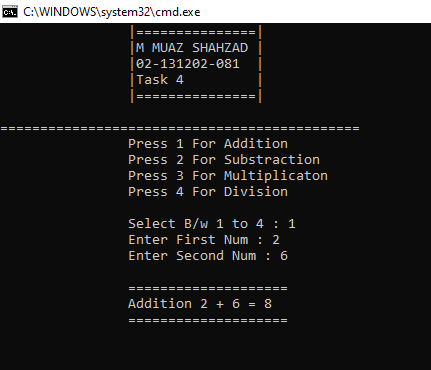 C:\WINDOWS\system32\cmd.exe
|===============|
|M MUAZ SHAHZAD |
|02-131202-081  |
|Task 4         |
|===============|
=============================================
Press 1 For Addition
Press 2 For Substraction
Press 3 For Multiplicaton
Press 4 For Division
Select B/w 1 to 4 : 1
Enter First Num : 2
Enter Second Num : 6
====================
Addition 2 + 6 = 8
====================